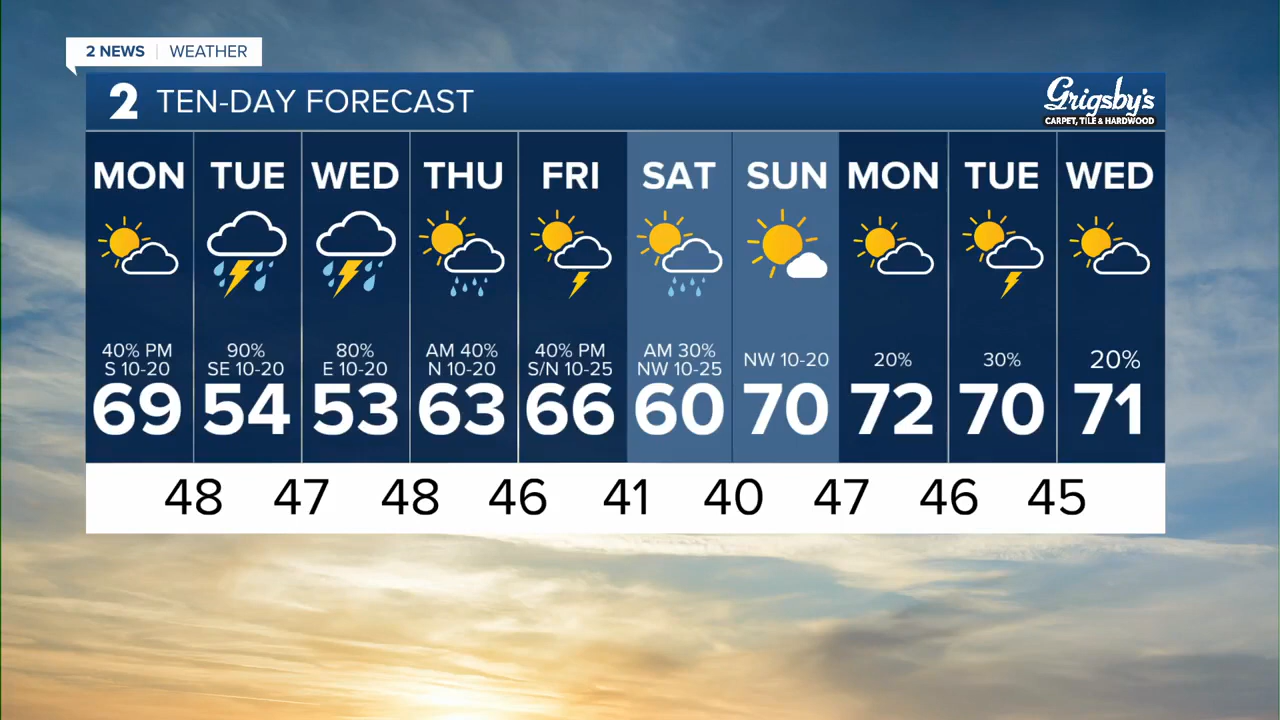 2 NEWS | WEATHER
2 TEN-DAY FORECAST
Grigsby's
CARPET, TILE & HARDWOOD
MON TUE WED THU FRI SAT SUN MON TUE WED
40% PM 90% 80% AM 40% 40% PM AM 30% NW 10-20 20% 30% 20%
S 10-20 SE 10-20 E 10-20 N 10-20 S/N 10-25 NW 10-25
69 54 53 63 66 60 70 72 70 71
48 47 48 46 41 40 47 46 45